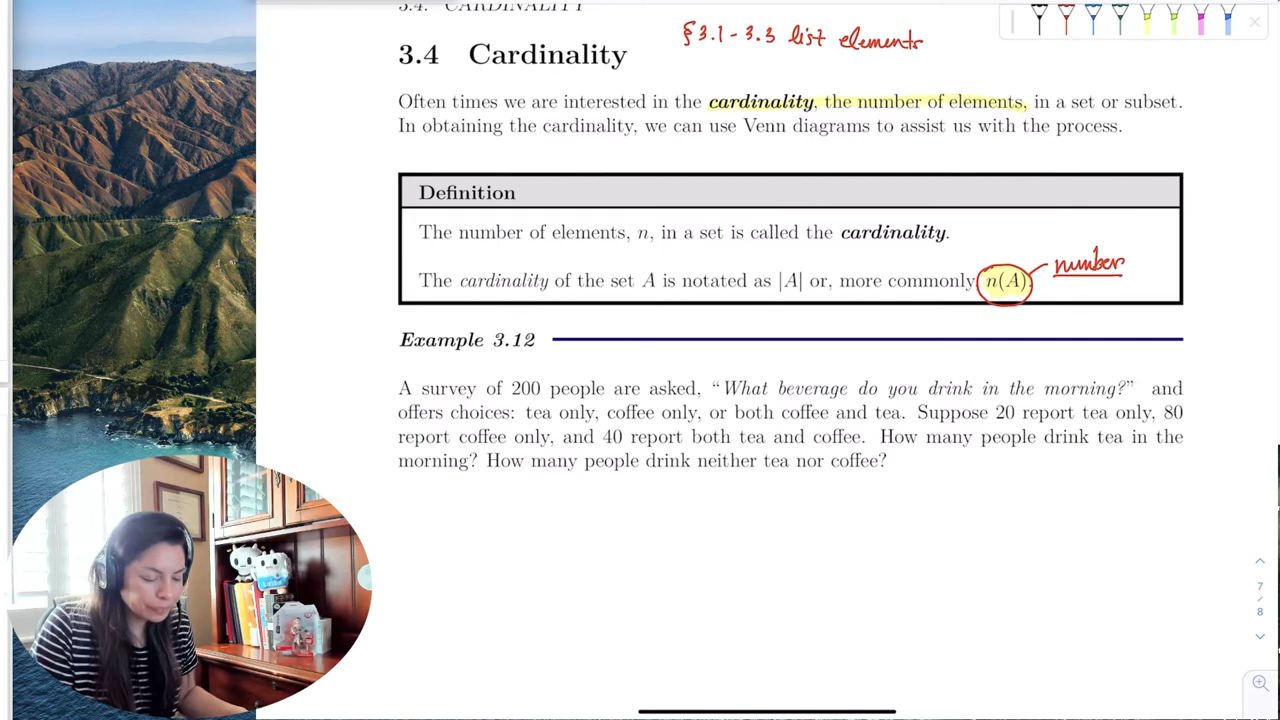 3.4. CARDINALITY
§3.1-3.3 list elements
3.4 Cardinality
Often times we are interested in the cardinality, the number of elements, in a set or subset.
In obtaining the cardinality, we can use Venn diagrams to assist us with the process.
Definition
The number of elements, n, in a set is called the cardinality.
The cardinality of the set A is notated as |A| or, more commonly n(A).
number
Example 3.12
A survey of 200 people are asked, “What beverage do you drink in the morning?” and
offers choices: tea only, coffee only, or both coffee and tea. Suppose 20 report tea only, 80
report coffee only, and 40 report both tea and coffee. How many people drink tea in the
morning? How many people drink neither tea nor coffee?
7
/
8